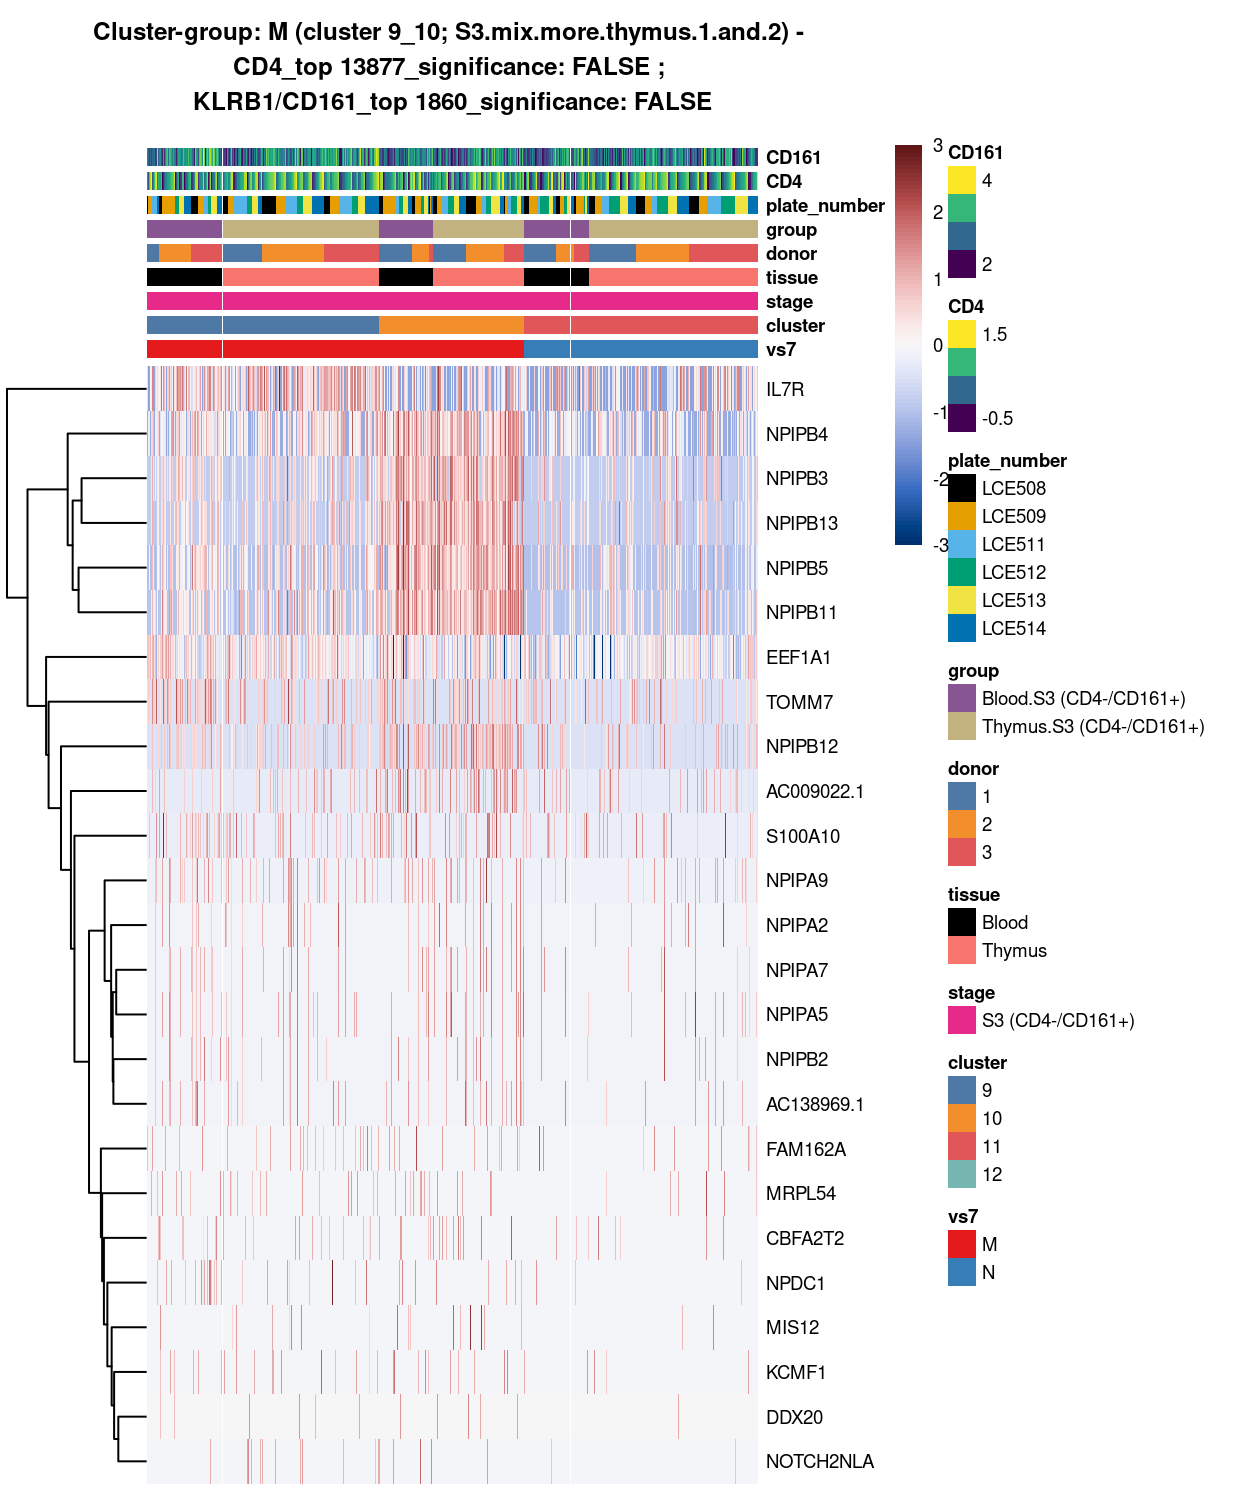 Cluster-group: M (cluster 9_10; S3.mix.more.thymus.1.and.2) -
CD4_top 13877_significance: FALSE ;
KLRB1/CD161_top 1860_significance: FALSE
CD161
CD4
plate_number
group
donor
tissue
stage
cluster
vs7
IL7R
NPIPB4
NPIPB3
NPIPB13
NPIPB5
NPIPB11
EEF1A1
TOMM7
NPIPB12
AC009022.1
S100A10
NPIPA9
NPIPA2
NPIPA7
NPIPA5
NPIPB2
AC138969.1
FAM162A
MRPL54
CBFA2T2
NPDC1
MIS12
KCMF1
DDX20
NOTCH2NLA
3
2
1
0
-1
-2
-3
CD161
4
2
CD4
1.5
-0.5
plate_number
LCE508
LCE509
LCE511
LCE512
LCE513
LCE514
group
Blood.S3 (CD4-/CD161+)
Thymus.S3 (CD4-/CD161+)
donor
1
2
3
tissue
Blood
Thymus
stage
S3 (CD4-/CD161+)
cluster
9
10
11
12
vs7
M
N